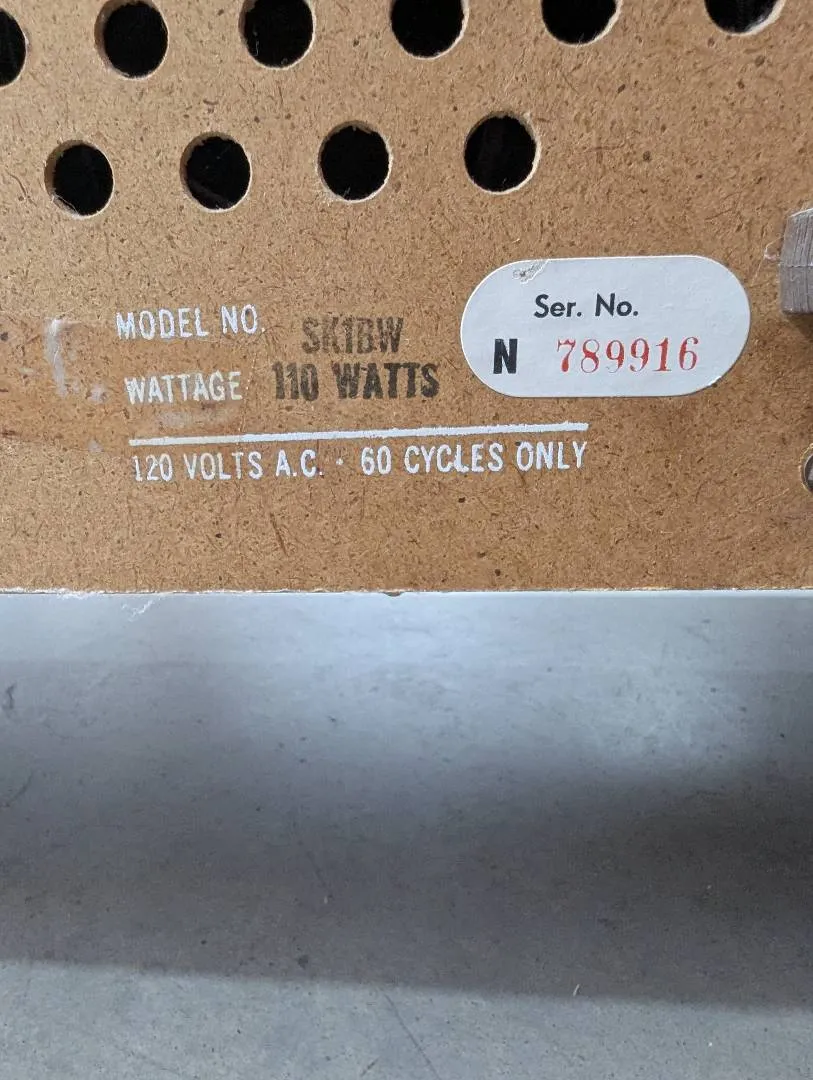 MODEL NO. SK1BW
WATTAGE 110 WATTS
120 VOLTS A.C. · 60 CYCLES ONLY
Ser. No.
N 789916